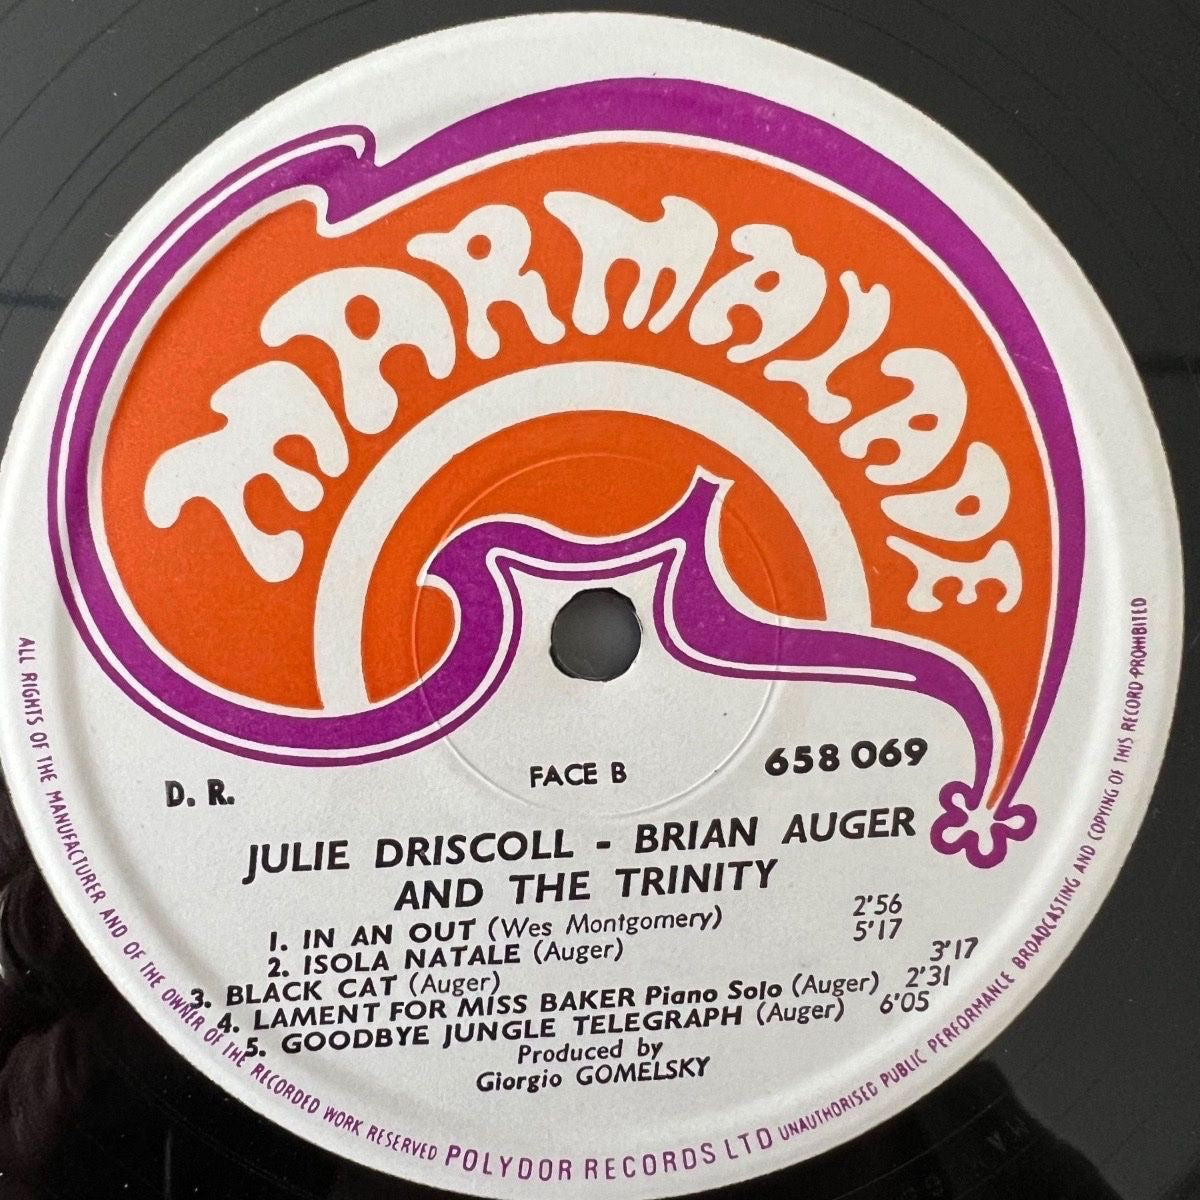 MARMALADE
D. R.
FACE B
658 069
JULIE DRISCOLL - BRIAN AUGER
AND THE TRINITY
1. IN AN OUT (Wes Montgomery) 2'56
2. ISOLA NATALE (Auger) 5'17
3. BLACK CAT (Auger) 3'17
4. LAMENT FOR MISS BAKER Piano Solo (Auger) 2'31
5. GOODBYE JUNGLE TELEGRAPH (Auger) 6'05
Produced by
Giorgio GOMELSKY
ALL RIGHTS OF THE MANUFACTURER AND OF THE OWNER OF THE RECORDED WORK RESERVED POLYDOR RECORDS LTD UNAUTHORISED PUBLIC PERFORMANCE BROADCASTING AND COPYING OF THIS RECORD PROHIBITED